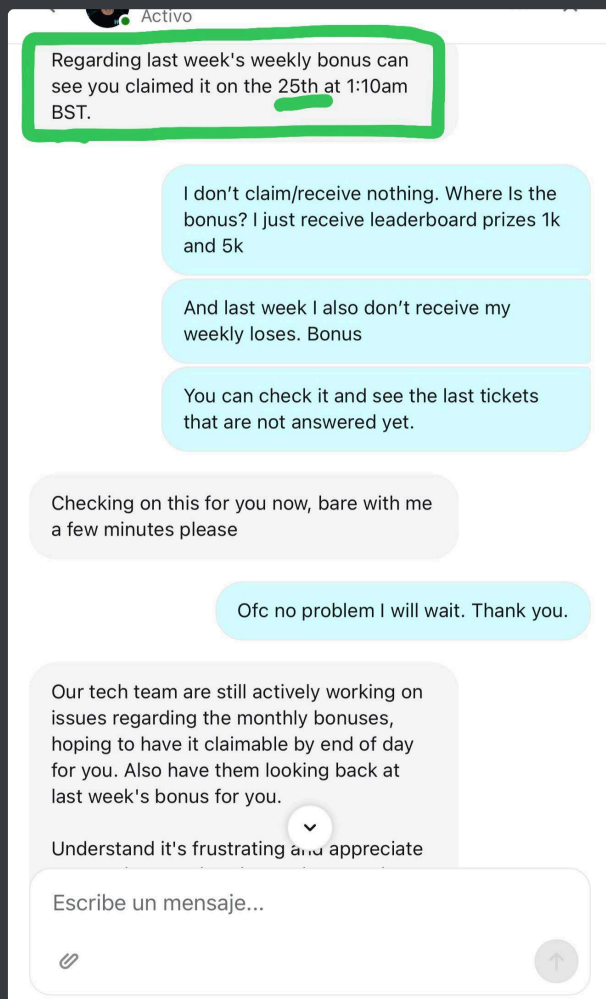 Activo
Regarding last week's weekly bonus can
see you claimed it on the 25th at 1:10am
BST.
I don’t claim/receive nothing. Where Is the
bonus? I just receive leaderboard prizes 1k
and 5k
And last week I also don’t receive my
weekly loses. Bonus
You can check it and see the last tickets
that are not answered yet.
Checking on this for you now, bare with me
a few minutes please
Ofc no problem I will wait. Thank you.
Our tech team are still actively working on
issues regarding the monthly bonuses,
hoping to have it claimable by end of day
for you. Also have them looking back at
last week's bonus for you.
Understand it's frustrating and appreciate
Escribe un mensaje...